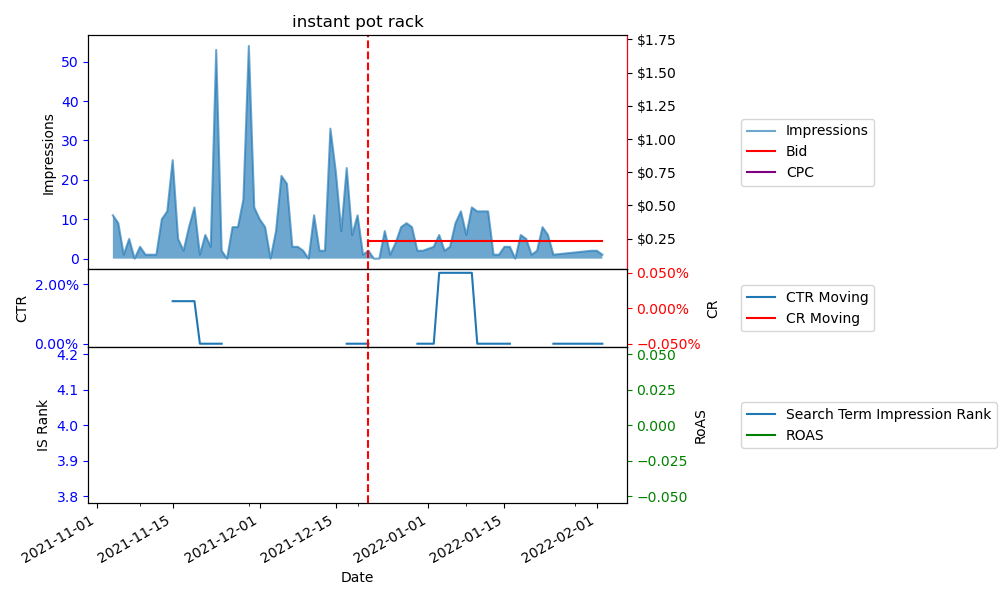 instant pot rack
Impressions
50
40
30
20
10
0
$1.75
$1.50
$1.25
$1.00
$0.75
$0.50
$0.25
Impressions
Bid
CPC
CTR
2.00%
0.00%
0.050%
0.000%
−0.050%
CR
CTR Moving
CR Moving
IS Rank
4.2
4.1
4.0
3.9
3.8
0.050
0.025
0.000
−0.025
−0.050
RoAS
Search Term Impression Rank
ROAS
2021-11-01
2021-11-15
2021-12-01
2021-12-15
2022-01-01
2022-01-15
2022-02-01
Date